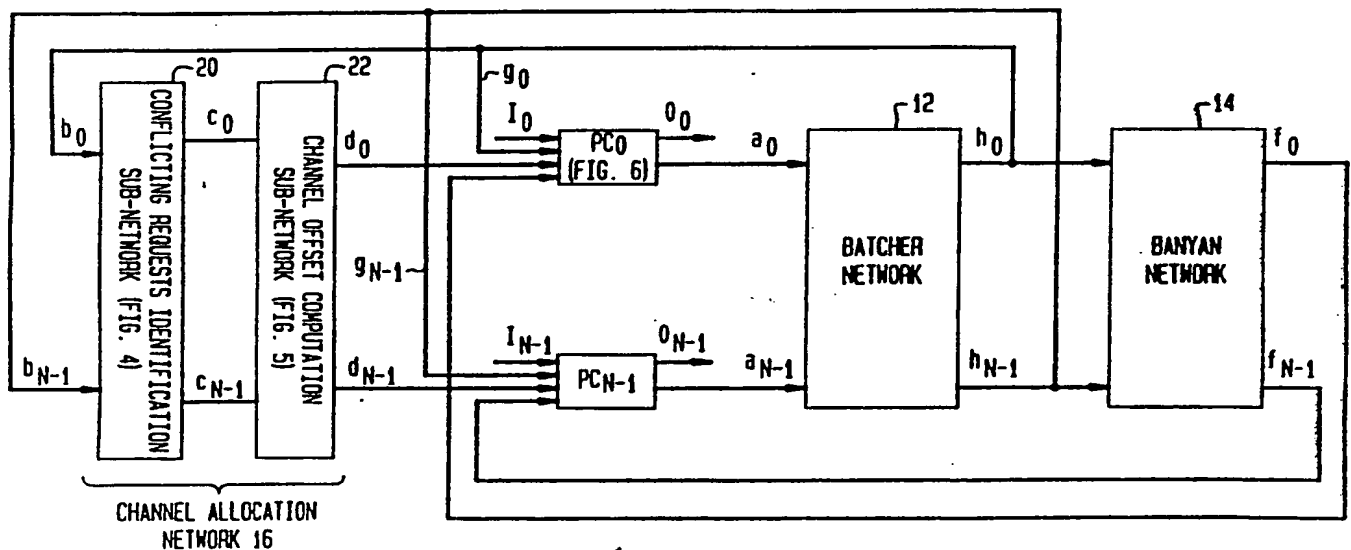 20
22
12
14
b0
c0
d0
g0
I0
O0
PC0
(FIG. 6)
a0
h0
f0
CONFLICTING REQUESTS IDENTIFICATION
SUB-NETWORK (FIG. 4)
CHANNEL OFFSET COMPUTATION
SUB-NETWORK (FIG. 5)
BATCHER
NETWORK
BANYAN
NETWORK
gN-1
bN-1
cN-1
dN-1
IN-1
ON-1
PCN-1
aN-1
hN-1
fN-1
CHANNEL ALLOCATION
NETWORK 16